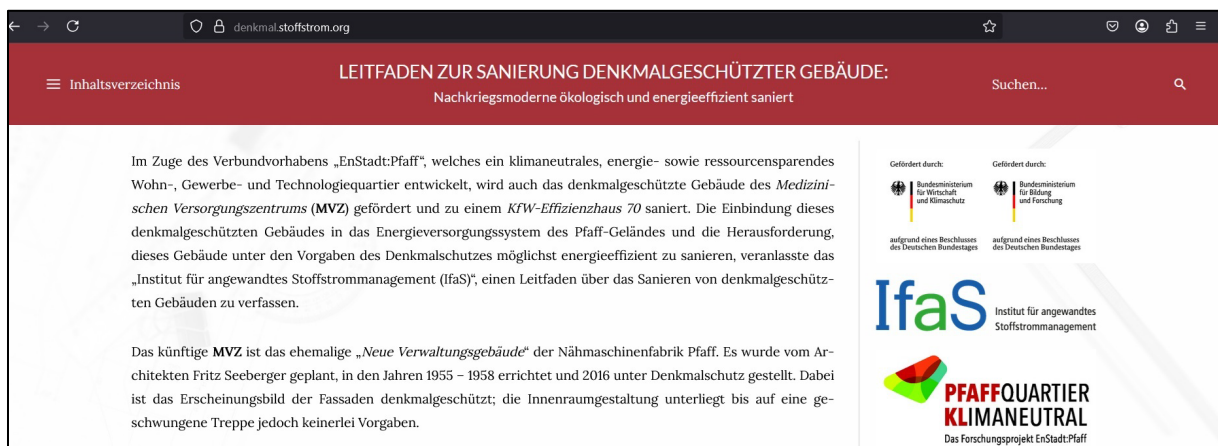 denkmal.stoffstrom.org
Inhaltsverzeichnis
LEITFADEN ZUR SANIERUNG DENKMALGESCHÜTZTER GEBÄUDE:
Nachkriegsmoderne ökologisch und energieeffizient saniert
Suchen...
Im Zuge des Verbundvorhabens „EnStadt:Pfaff“, welches ein klimaneutrales, energie- sowie ressourcensparendes
Wohn-, Gewerbe- und Technologiequartier entwickelt, wird auch das denkmalgeschützte Gebäude des Medizini-
schen Versorgungszentrums (MVZ) gefördert und zu einem KfW-Effizienzhaus 70 saniert. Die Einbindung dieses
denkmalgeschützten Gebäudes in das Energieversorgungssystem des Pfaff-Geländes und die Herausforderung,
dieses Gebäude unter den Vorgaben des Denkmalschutzes möglichst energieeffizient zu sanieren, veranlasste das
„Institut für angewandtes Stoffstrommanagement (IfaS)“, einen Leitfaden über das Sanieren von denkmalgeschütz-
ten Gebäuden zu verfassen.
Das künftige MVZ ist das ehemalige „Neue Verwaltungsgebäude“ der Nähmaschinenfabrik Pfaff. Es wurde vom Ar-
chitekten Fritz Seeberger geplant, in den Jahren 1955 – 1958 errichtet und 2016 unter Denkmalschutz gestellt. Dabei
ist das Erscheinungsbild der Fassaden denkmalgeschützt; die Innenraumgestaltung unterliegt bis auf eine ge-
schwungene Treppe jedoch keinerlei Vorgaben.
Gefördert durch:
Bundesministerium
für Wirtschaft
und Klimaschutz
aufgrund eines Beschlusses
des Deutschen Bundestages
Gefördert durch:
Bundesministerium
für Bildung
und Forschung
aufgrund eines Beschlusses
des Deutschen Bundestages
IfaS
Institut für angewandtes
Stoffstrommanagement
PFAFFQUARTIER
KLIMANEUTRAL
Das Forschungsprojekt EnStadt:Pfaff